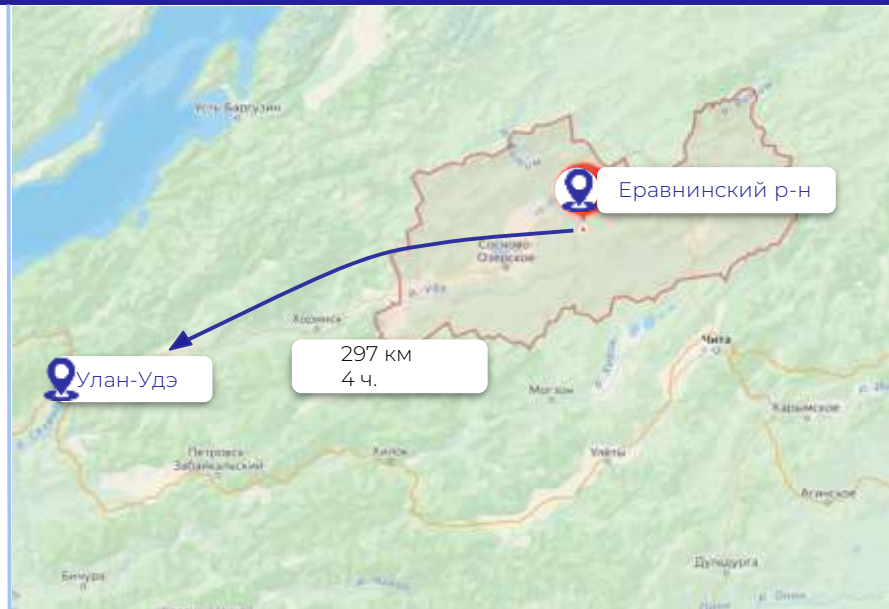 Усть-Баргузин
Еравнинский р-н
Сосново-
Озерское
р. Уда
Хоринск
297 км
4 ч.
Чита
Улан-Удэ
Могзон
Карымское
Петровск-
Забайкальский
Хилок
Улёты
Агинское
Дульдурга
Бичура